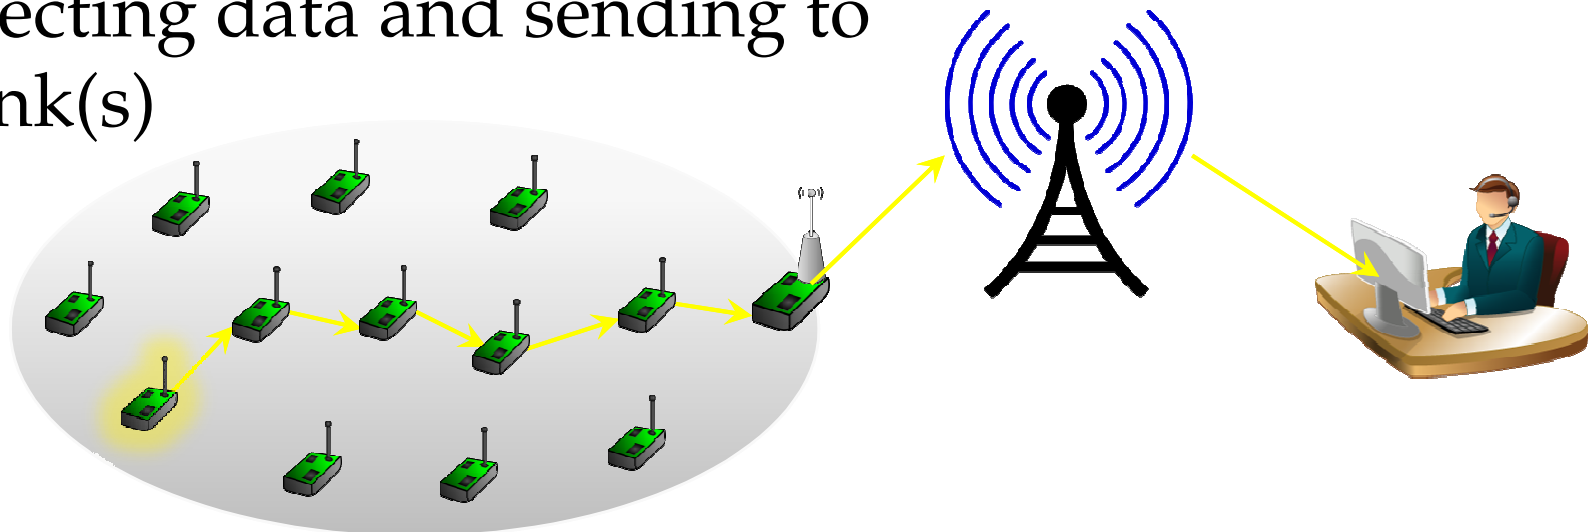 ecting data and sending to
nk(s)